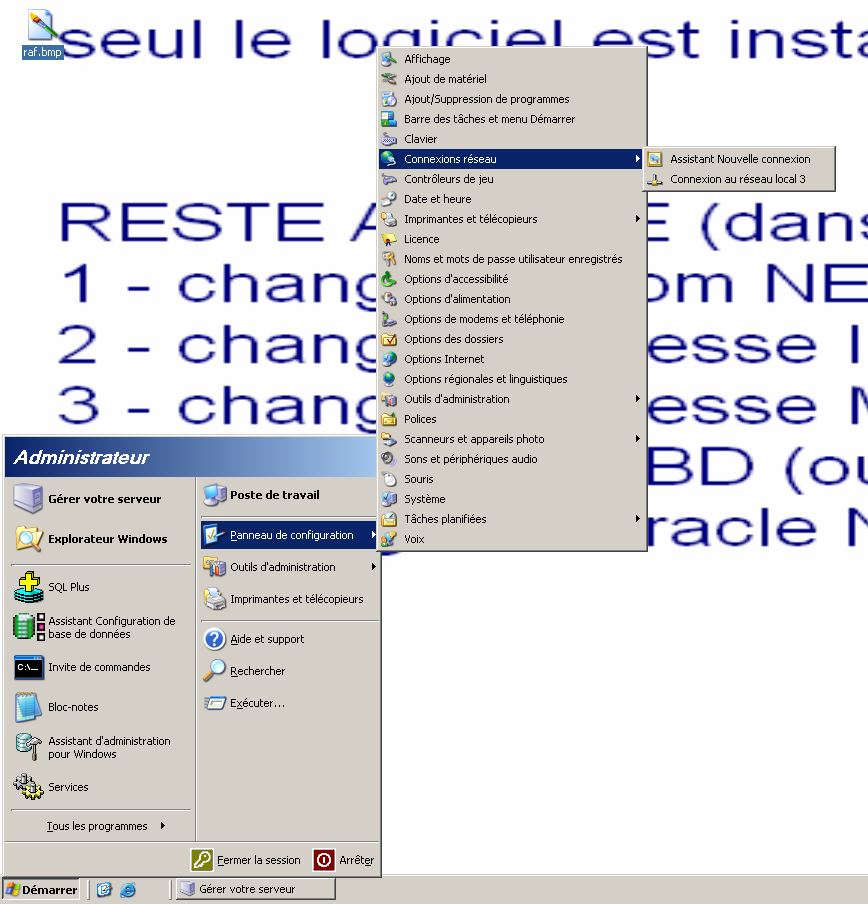 seul le logiciel est insta
raf.bmp
RESTE A E (dans
1 - chang om NE
2 - chang esse I
3 - chang esse M
BD (ou
racle N
Affichage
Ajout de matériel
Ajout/Suppression de programmes
Barre des tâches et menu Démarrer
Clavier
Connexions réseau
Contrôleurs de jeu
Date et heure
Imprimantes et télécopieurs
Licence
Noms et mots de passe utilisateur enregistrés
Options d'accessibilité
Options d'alimentation
Options de modems et téléphonie
Options des dossiers
Options Internet
Options régionales et linguistiques
Outils d'administration
Polices
Scanneurs et appareils photo
Sons et périphériques audio
Souris
Système
Tâches planifiées
Voix
Assistant Nouvelle connexion
Connexion au réseau local 3
Administrateur
Gérer votre serveur
Explorateur Windows
SQL Plus
Assistant Configuration de
base de données
C:\_
Invite de commandes
Bloc-notes
Assistant d'administration
pour Windows
Services
Tous les programmes
Poste de travail
Panneau de configuration
Outils d'administration
Imprimantes et télécopieurs
Aide et support
Rechercher
Exécuter...
Fermer la session
Arrêter
Démarrer
Gérer votre serveur